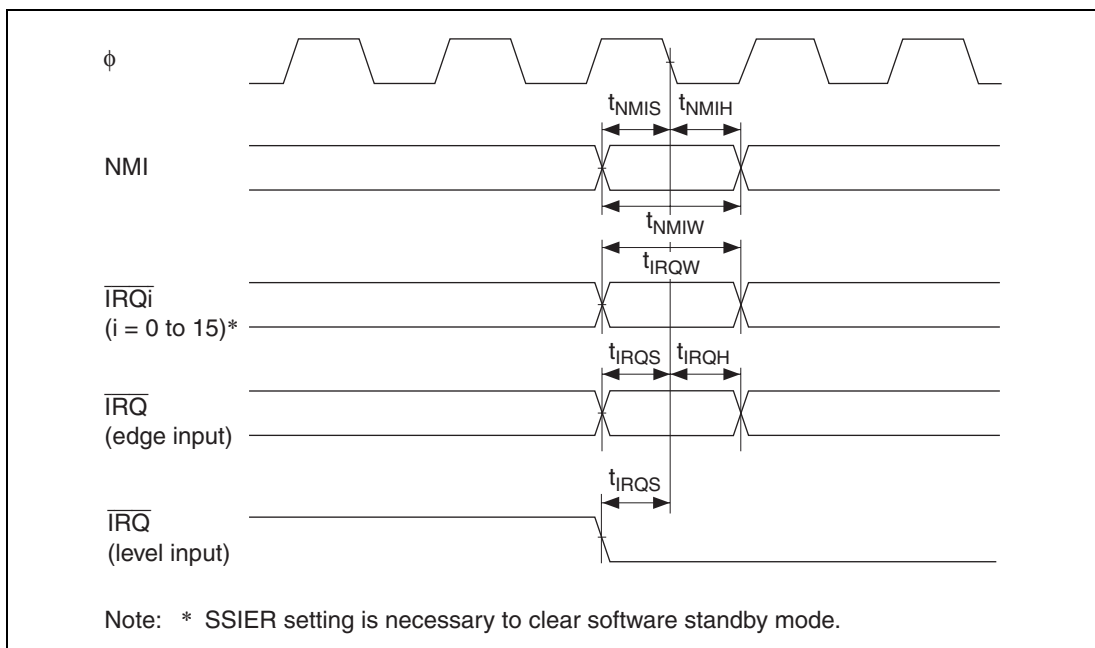 ϕ
tNMIS tNMIH
NMI
tNMIW
tIRQW
IRQi
(i = 0 to 15)*
tIRQS tIRQH
IRQ
(edge input)
tIRQS
IRQ
(level input)
Note: * SSIER setting is necessary to clear software standby mode.